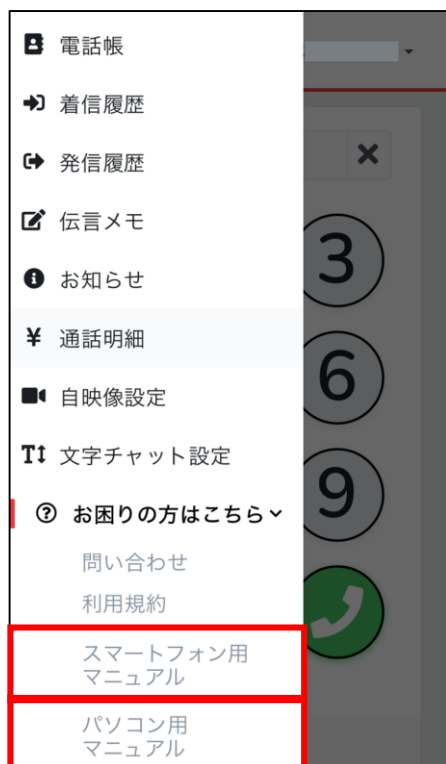 電話帳
着信履歴
発信履歴
伝言メモ
お知らせ
¥ 通話明細
自映像設定
文字チャット設定
お困りの方はこちら
問い合わせ
利用規約
スマートフォン用
マニュアル
パソコン用
マニュアル
3
6
9